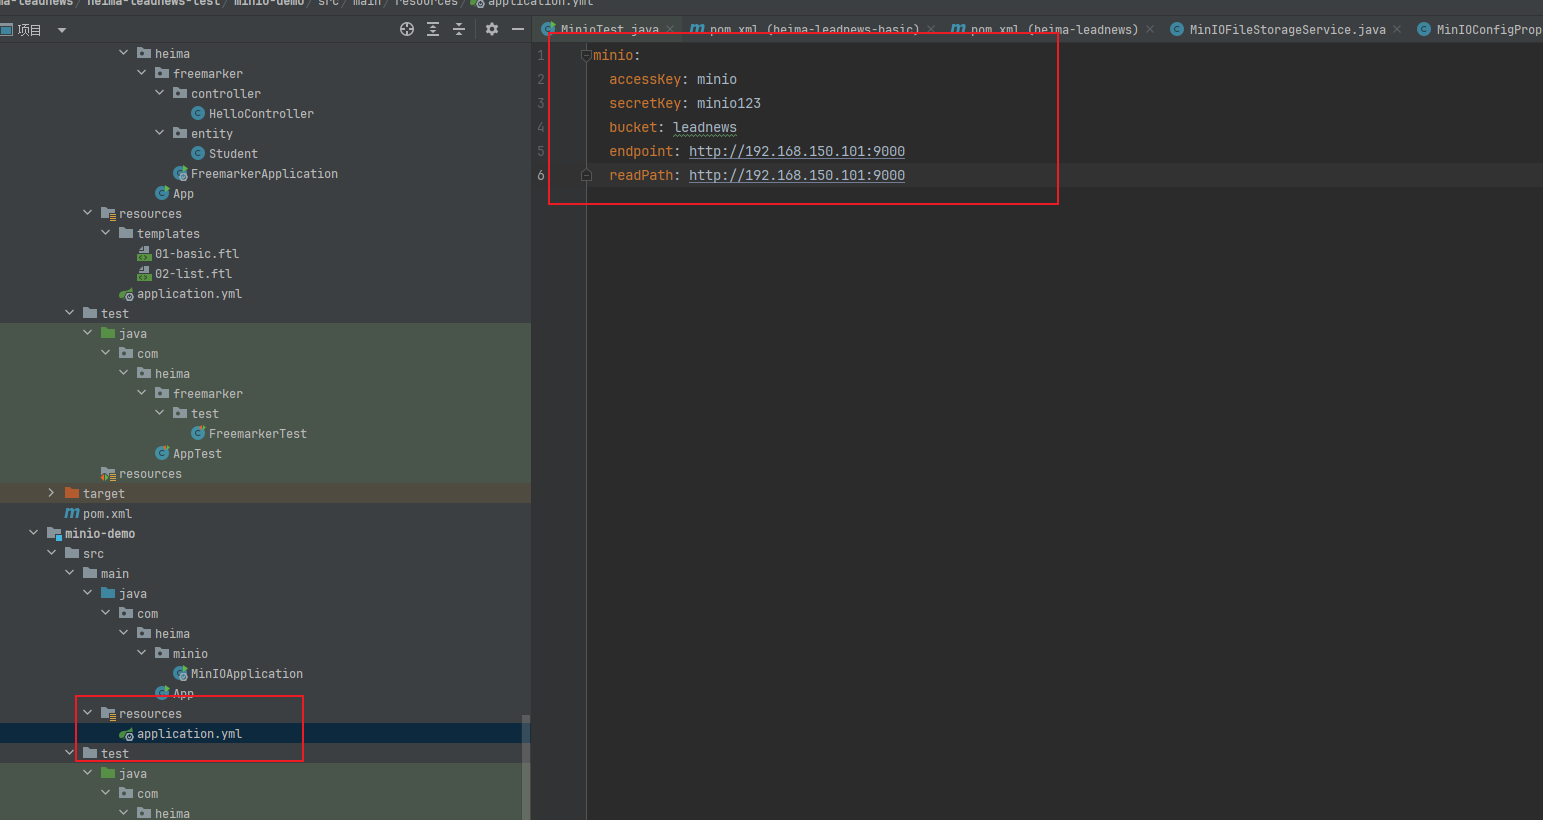 ma-leadnews / heima-leadnews-test / minio-demo / src / main / resources / application.yml
项目
MinioTest.java
pom.xml (heima-leadnews-basic)
pom.xml (heima-leadnews)
MinIOFileStorageService.java
MinIOConfigProp
heima
freemarker
controller
HelloController
entity
Student
FreemarkerApplication
App
resources
templates
01-basic.ftl
02-list.ftl
application.yml
test
java
com
heima
freemarker
test
FreemarkerTest
AppTest
resources
target
pom.xml
minio-demo
src
main
java
com
heima
minio
MinIOApplication
App
resources
application.yml
test
java
com
heima
1 minio:
2 accessKey: minio
3 secretKey: minio123
4 bucket: leadnews
5 endpoint: http://192.168.150.101:9000
6 readPath: http://192.168.150.101:9000